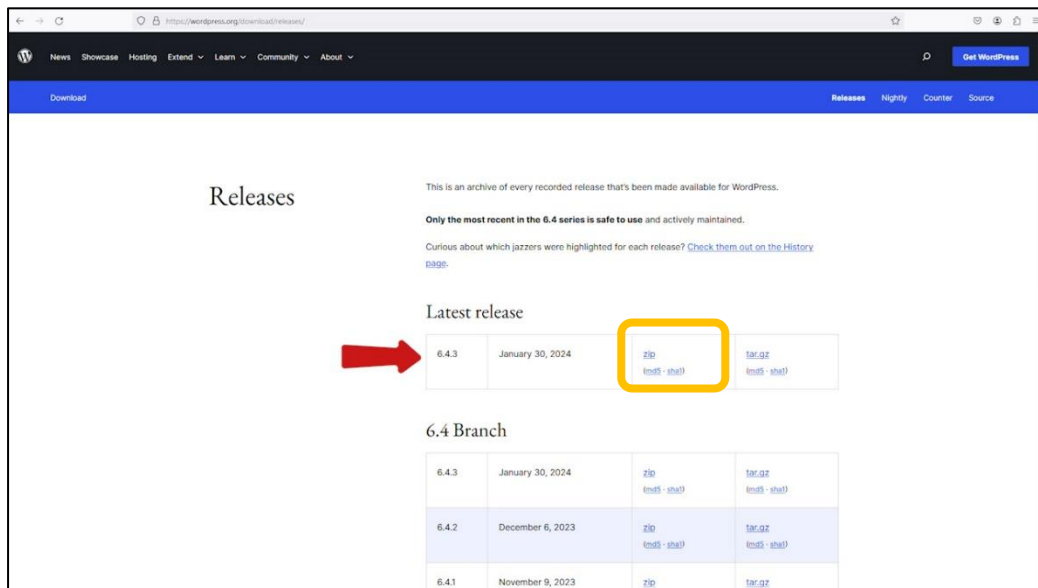 https://wordpress.org/download/releases/
News Showcase Hosting Extend Learn Community About
Get WordPress
Download
Releases Nightly Counter Source
Releases
This is an archive of every recorded release that's been made available for WordPress.
Only the most recent in the 6.4 series is safe to use and actively maintained.
Curious about which jazzers were highlighted for each release? Check them out on the History
page.
Latest release
6.4.3 January 30, 2024 zip tar.gz
(md5 - sha1) (md5 - sha1)
6.4 Branch
6.4.3 January 30, 2024 zip tar.gz
(md5 - sha1) (md5 - sha1)
6.4.2 December 6, 2023 zip tar.gz
(md5 - sha1) (md5 - sha1)
6.4.1 November 9, 2023 zip tar.gz